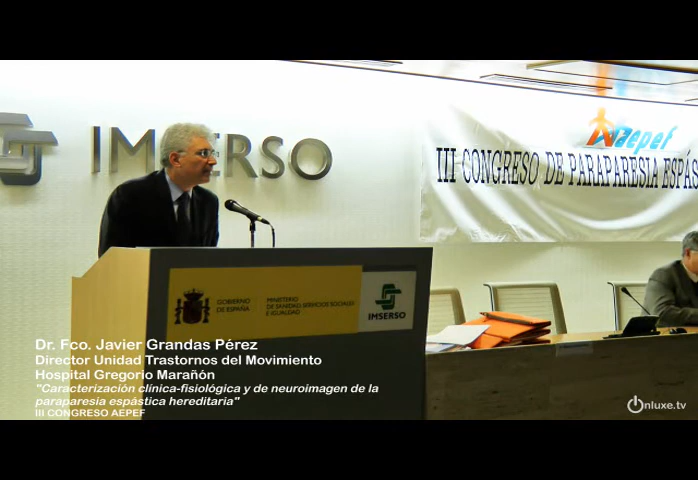 IMSERSO
aepef
III CONGRESO DE PARAPARESIA ESPÁS
GOBIERNO
DE ESPAÑA
MINISTERIO
DE SANIDAD, SERVICIOS SOCIALES
E IGUALDAD
IMSERSO
Dr. Fco. Javier Grandas Pérez
Director Unidad Trastornos del Movimiento
Hospital Gregorio Marañón
"Caracterización clínica-fisiológica y de neuroimagen de la
paraparesia espástica hereditaria"
III CONGRESO AEPEF
onluxe.tv